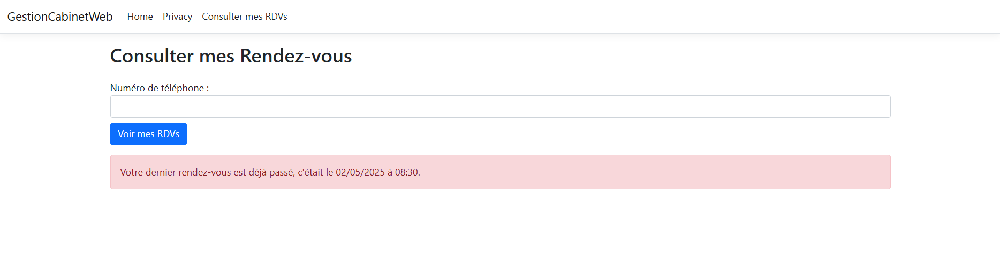 GestionCabinetWeb Home Privacy Consulter mes RDVs
Consulter mes Rendez-vous
Numéro de téléphone :
Voir mes RDVs
Votre dernier rendez-vous est déjà passé, c'était le 02/05/2025 à 08:30.